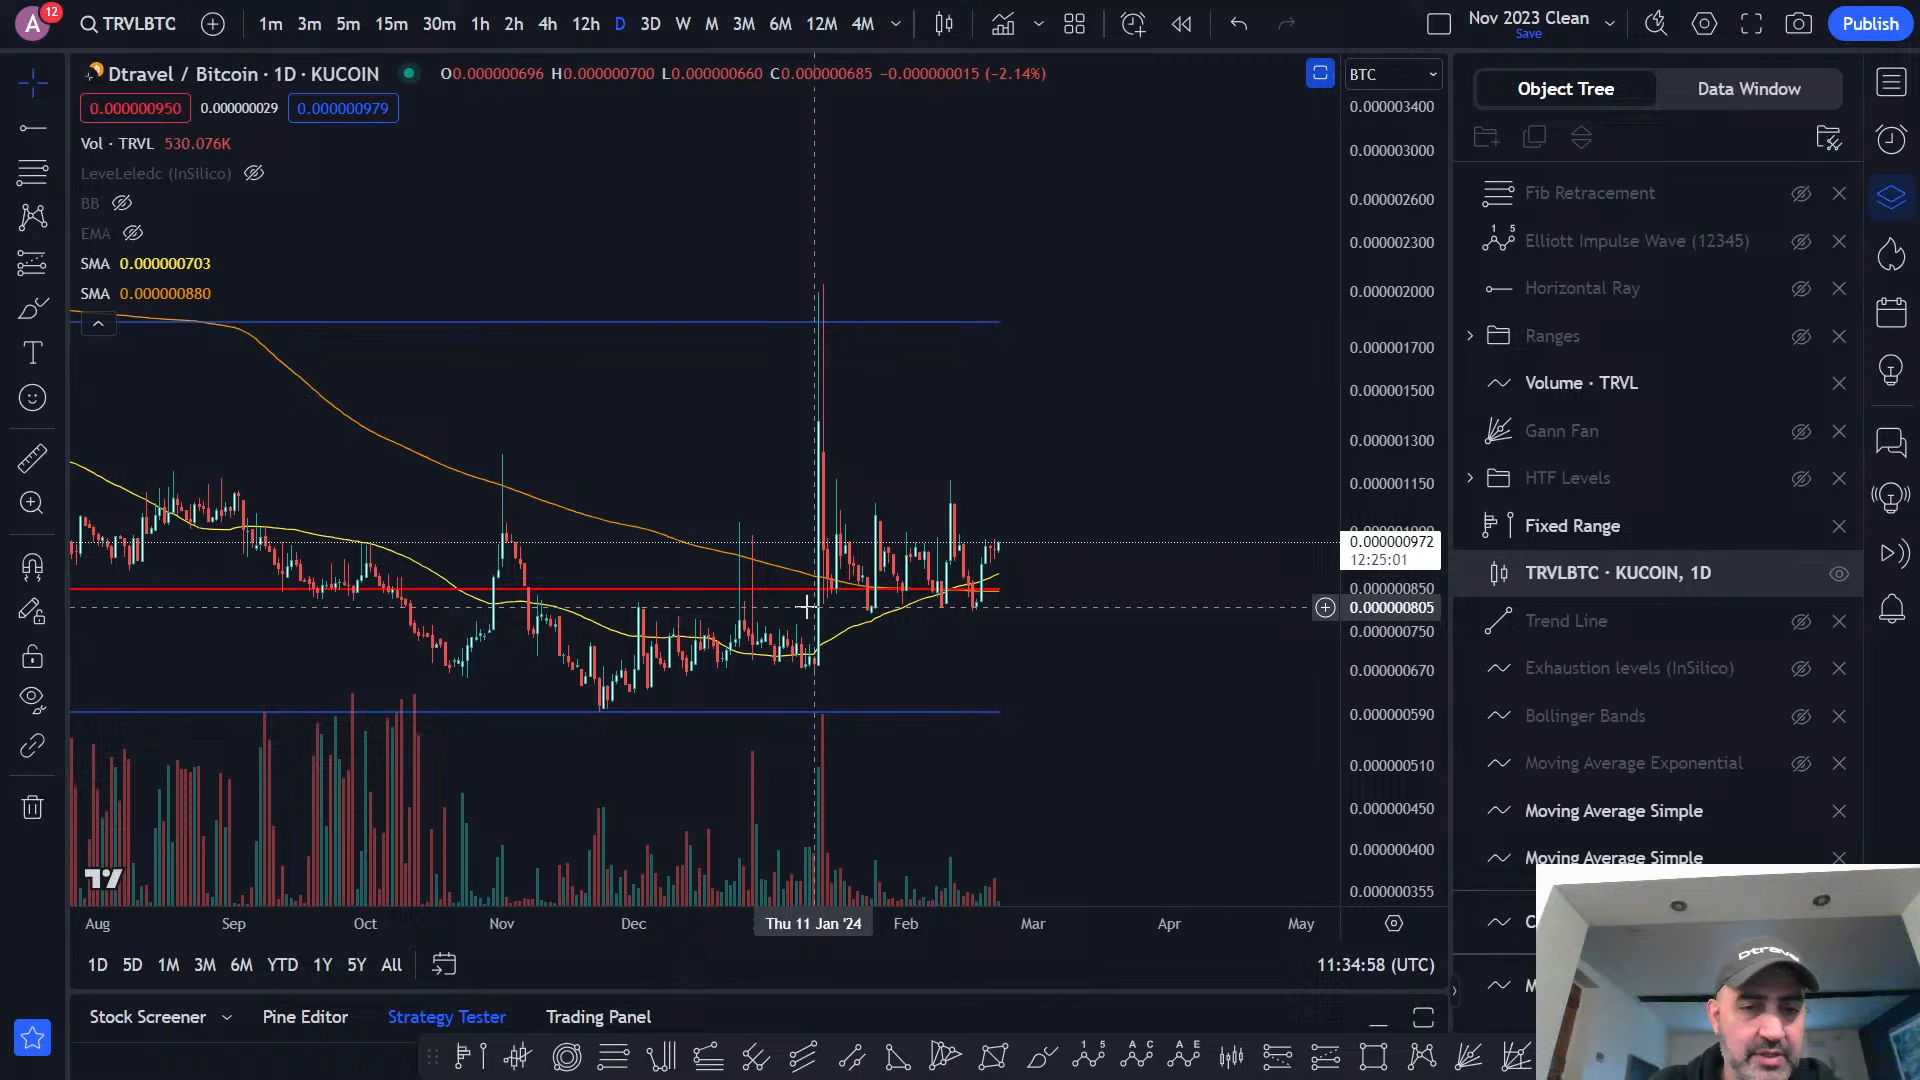 A
12
TRVLBTC
1m 3m 5m 15m 30m 1h 2h 4h 12h D 3D W M 3M 6M 12M 4M
Nov 2023 Clean
Save
Publish
Dtravel / Bitcoin · 1D · KUCOIN
O0.000000696 H0.000000700 L0.000000660 C0.000000685 −0.000000015 (−2.14%)
0.000000950 0.000000029 0.000000979
Vol · TRVL 530.076K
LeveLeledc (InSilico)
BB
EMA
SMA 0.000000703
SMA 0.000000880
BTC
0.000003400
0.000003000
0.000002600
0.000002300
0.000002000
0.000001700
0.000001500
0.000001300
0.000001150
0.000000972
12:25:01
0.000000850
0.000000805
0.000000750
0.000000670
0.000000590
0.000000510
0.000000450
0.000000400
0.000000355
Aug Sep Oct Nov Dec Thu 11 Jan '24 Feb Mar Apr May
1D 5D 1M 3M 6M YTD 1Y 5Y All
11:34:58 (UTC)
Stock Screener Pine Editor Strategy Tester Trading Panel
Object Tree Data Window
Fib Retracement
Elliott Impulse Wave (12345)
Horizontal Ray
Ranges
Volume · TRVL
Gann Fan
HTF Levels
Fixed Range
TRVLBTC · KUCOIN, 1D
Trend Line
Exhaustion levels (InSilico)
Bollinger Bands
Moving Average Exponential
Moving Average Simple
Moving Average Simple
Dtravel